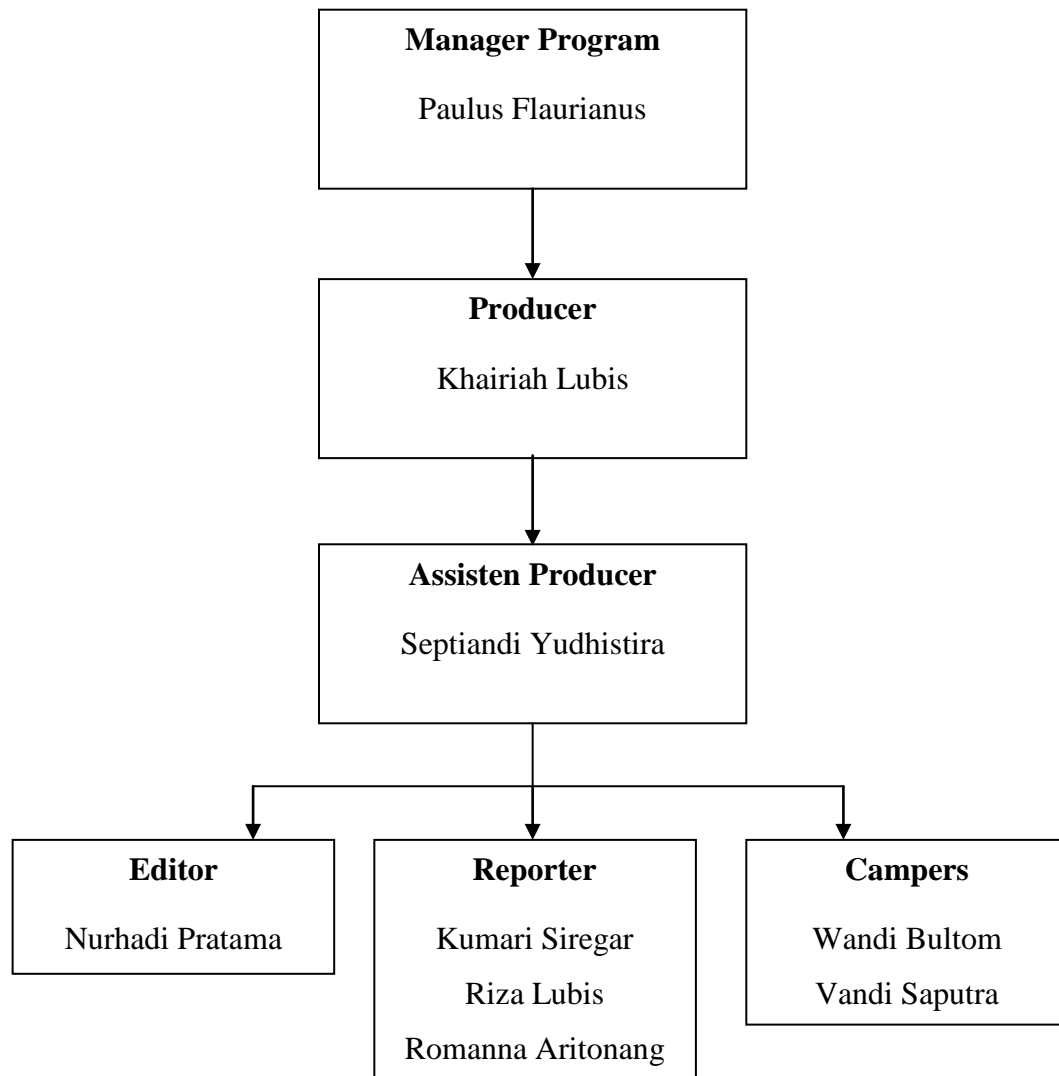 Manager Program
Paulus Flaurianus
Producer
Khairiah Lubis
Assisten Producer
Septiandi Yudhistira
Editor
Nurhadi Pratama
Reporter
Kumari Siregar
Riza Lubis
Romanna Aritonang
Campers
Wandi Bultom
Vandi Saputra